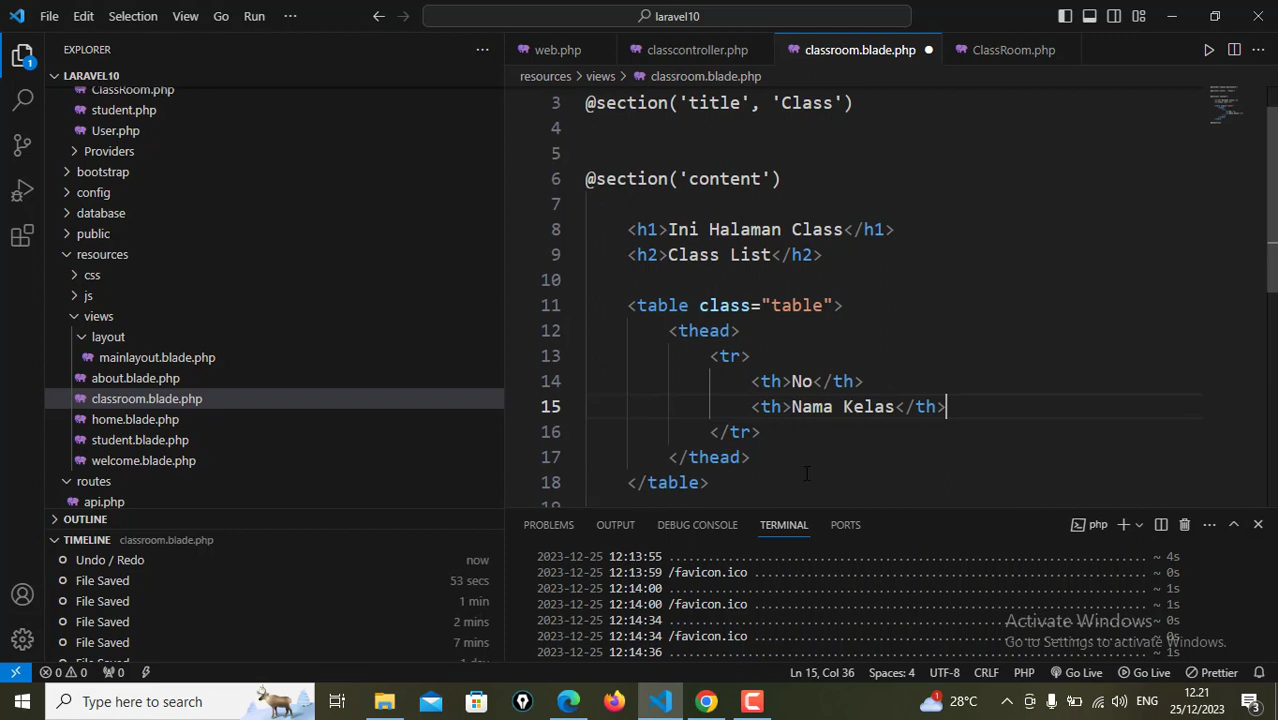 File Edit Selection View Go Run ··· laravel10
EXPLORER ··· web.php classcontroller.php classroom.blade.php ClassRoom.php ···
LARAVEL10
resources > views > classroom.blade.php
ClassRoom.php
student.php
User.php
Providers
bootstrap
config
database
public
resources
css
js
views
layout
mainlayout.blade.php
about.blade.php
classroom.blade.php
home.blade.php
student.blade.php
welcome.blade.php
routes
api.php
OUTLINE
TIMELINE classroom.blade.php
Undo / Redo now
File Saved 53 secs
File Saved 1 min
File Saved 2 mins
File Saved 7 mins
File Saved 1 day
3 @section('title', 'Class')
4
5
6 @section('content')
7
8 <h1>Ini Halaman Class</h1>
9 <h2>Class List</h2>
10
11 <table class="table">
12 <thead>
13 <tr>
14 <th>No</th>
15 <th>Nama Kelas</th>
16 </tr>
17 </thead>
18 </table>
19
PROBLEMS OUTPUT DEBUG CONSOLE TERMINAL PORTS php ···
2023-12-25 12:13:55 ........................................ ~ 4s
2023-12-25 12:13:59 /favicon.ico ........................................ ~ 0s
2023-12-25 12:14:00 ........................................ ~ 1s
2023-12-25 12:14:00 /favicon.ico ........................................ ~ 1s
2023-12-25 12:14:34 ........................................ ~ 0s
2023-12-25 12:14:34 /favicon.ico ........................................ ~ 0s
2023-12-25 12:14:36 ........................................ ~ 1s
Activate Windows
Go to Settings to activate Windows.
0 0 0 Ln 15, Col 36 Spaces: 4 UTF-8 CRLF PHP Go Live Go Live Prettier
Type here to search 1 28°C ENG 12.21
25/12/2023 3